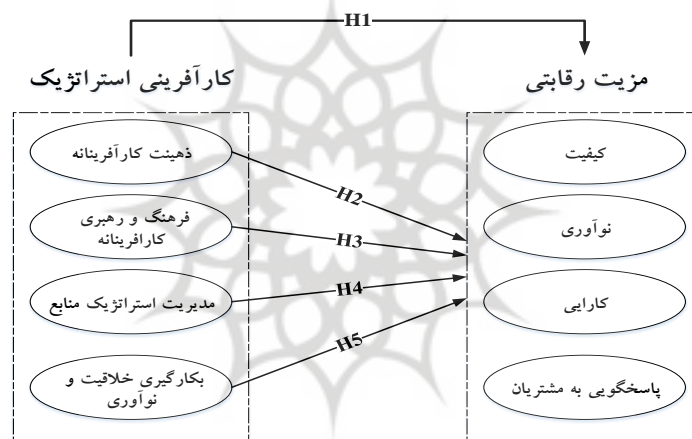 H1
کارآفرینی استراتژیک
مزیت رقابتی
ذهینت کارآفرینانه
کیفیت
H2
فرهنگ و رهبری
کارافرینانه
نوآوری
H3
مدیریت استراتژیک منابع
H4
کارایی
H5
بکارگیری خلاقیت و
نوآوری
پاسخگویی به مشتریان